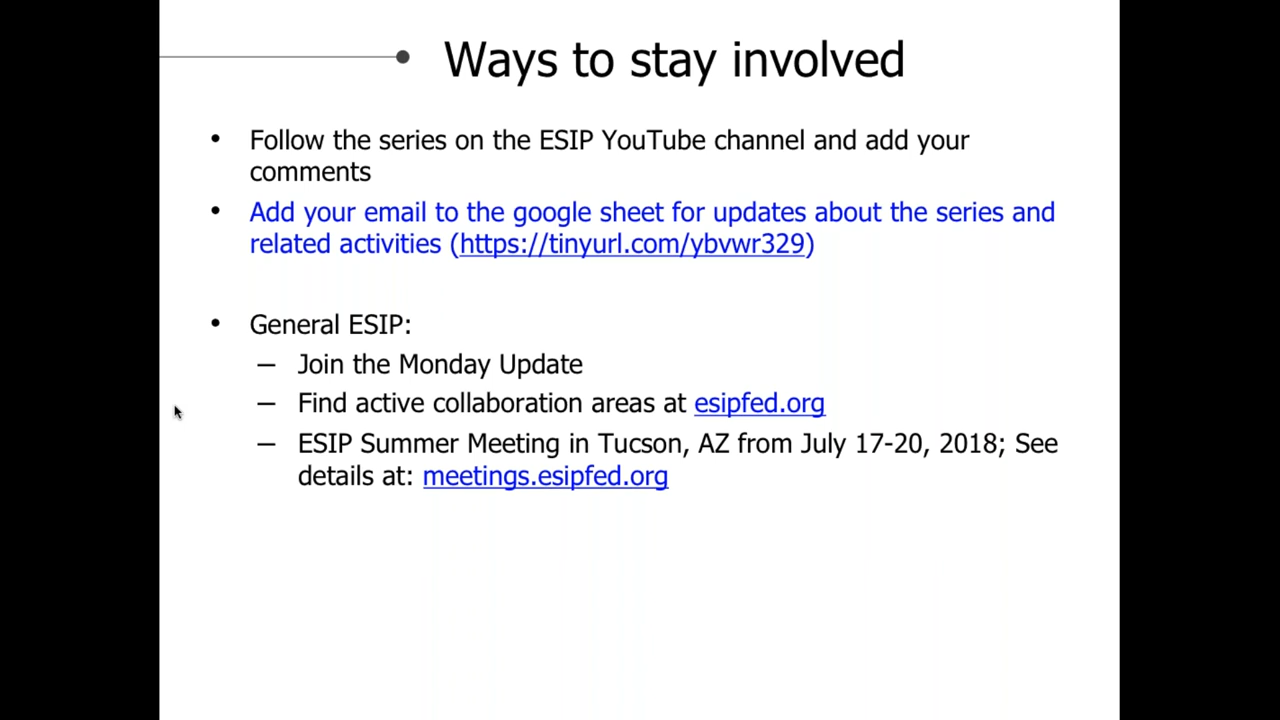 Ways to stay involved
• Follow the series on the ESIP YouTube channel and add your
comments
• Add your email to the google sheet for updates about the series and
related activities (https://tinyurl.com/ybvwr329)
• General ESIP:
– Join the Monday Update
– Find active collaboration areas at esipfed.org
– ESIP Summer Meeting in Tucson, AZ from July 17-20, 2018; See
details at: meetings.esipfed.org